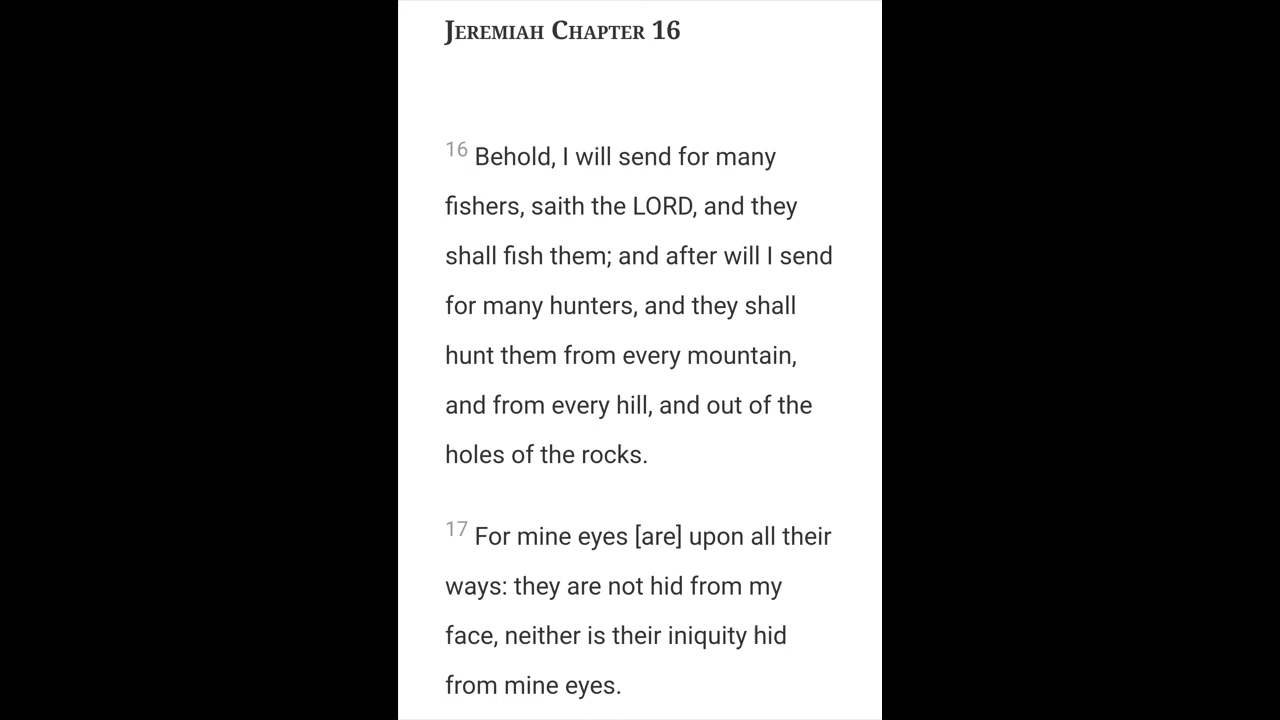 Jeremiah Chapter 16
16 Behold, I will send for many
fishers, saith the LORD, and they
shall fish them; and after will I send
for many hunters, and they shall
hunt them from every mountain,
and from every hill, and out of the
holes of the rocks.
17 For mine eyes [are] upon all their
ways: they are not hid from my
face, neither is their iniquity hid
from mine eyes.